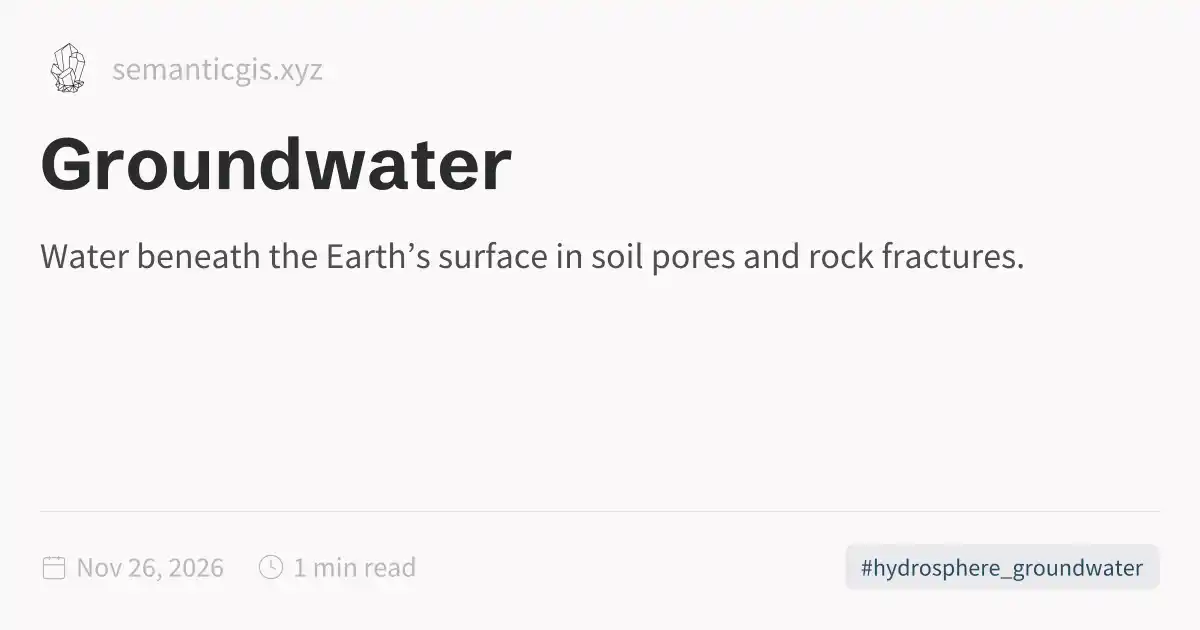 semanticgis.xyz
Groundwater
Water beneath the Earth’s surface in soil pores and rock fractures.
Nov 26, 2026 1 min read #hydrosphere_groundwater